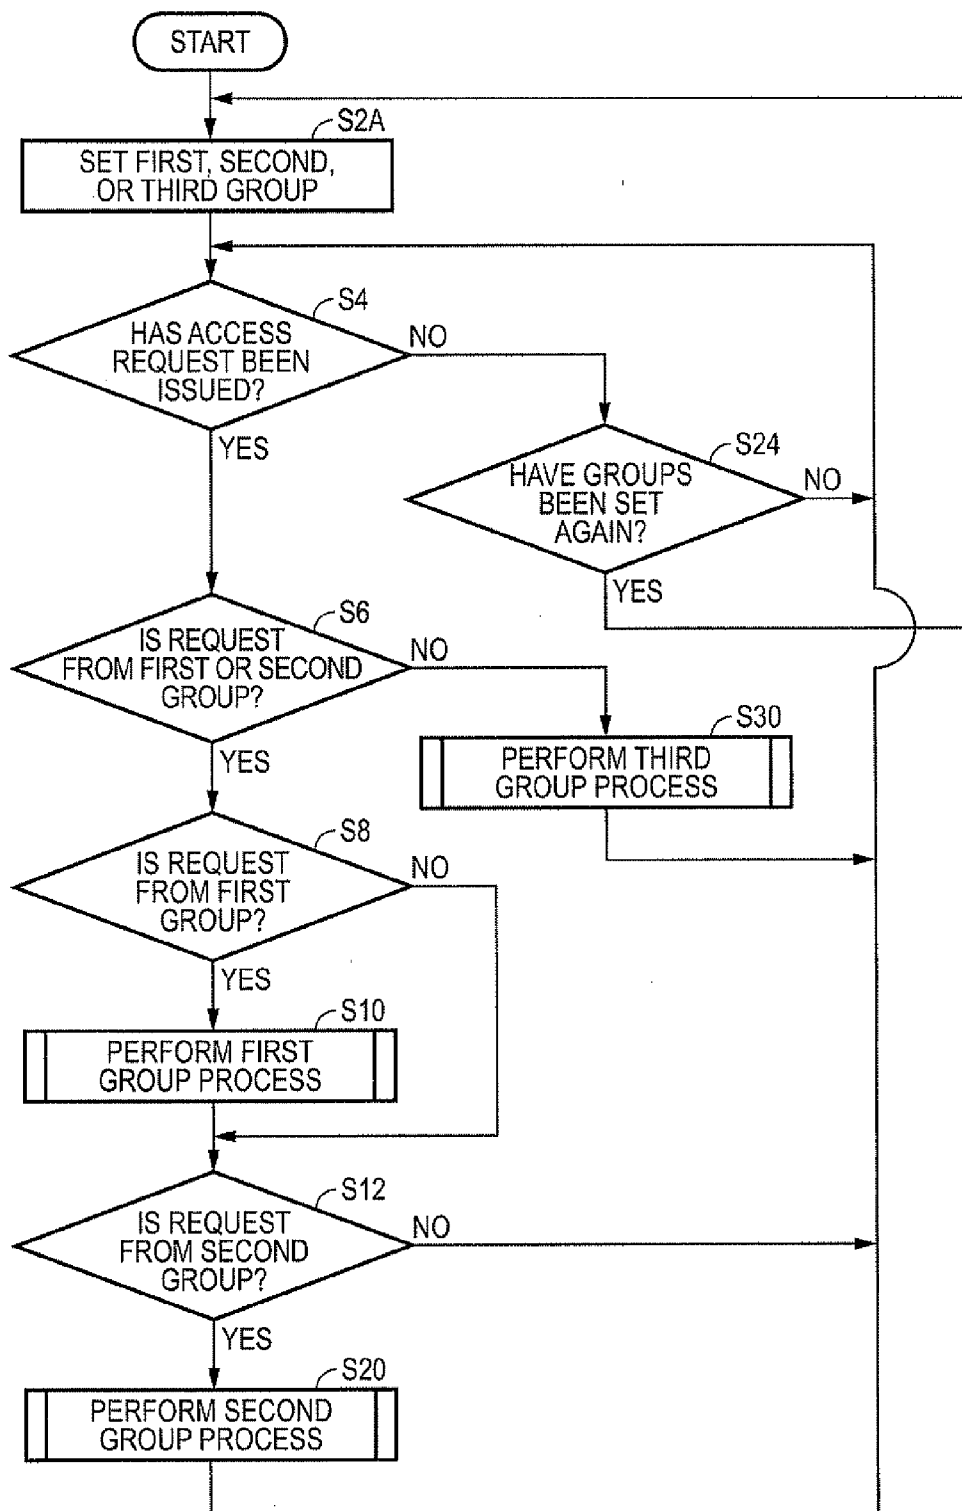 START
S2A
SET FIRST, SECOND,
OR THIRD GROUP
S4
HAS ACCESS
REQUEST BEEN
ISSUED?
NO
YES
S24
HAVE GROUPS
BEEN SET
AGAIN?
NO
YES
S6
IS REQUEST
FROM FIRST OR SECOND
GROUP?
NO
YES
S30
PERFORM THIRD
GROUP PROCESS
S8
IS REQUEST
FROM FIRST
GROUP?
NO
YES
S10
PERFORM FIRST
GROUP PROCESS
S12
IS REQUEST
FROM SECOND
GROUP?
NO
YES
S20
PERFORM SECOND
GROUP PROCESS